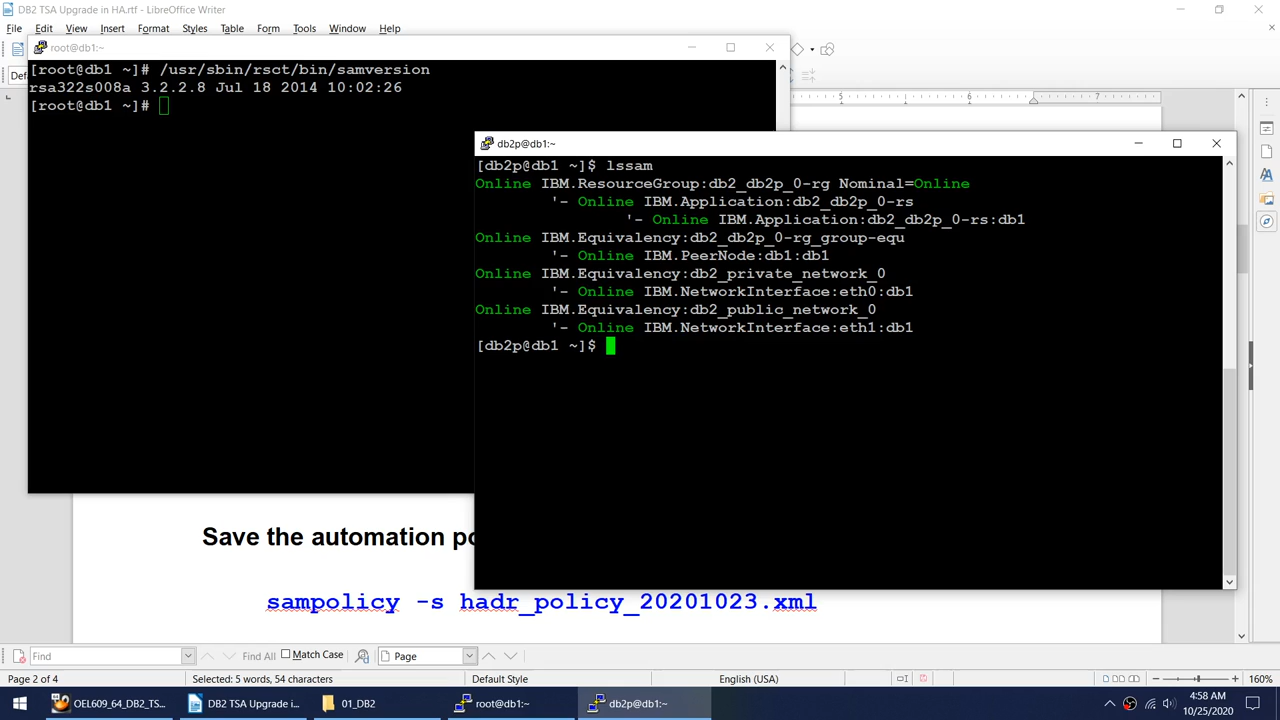 DB2 TSA Upgrade in HA.rtf - LibreOffice Writer
File Edit View Insert Format Styles Table Form Tools Window Help
root@db1:~
[root@db1 ~]# /usr/sbin/rsct/bin/samversion
rsa322s008a 3.2.2.8 Jul 18 2014 10:02:26
[root@db1 ~]#
5 6 7
db2p@db1:~
[db2p@db1 ~]$ lssam
Online IBM.ResourceGroup:db2_db2p_0-rg Nominal=Online
'- Online IBM.Application:db2_db2p_0-rs
'- Online IBM.Application:db2_db2p_0-rs:db1
Online IBM.Equivalency:db2_db2p_0-rg_group-equ
'- Online IBM.PeerNode:db1:db1
Online IBM.Equivalency:db2_private_network_0
'- Online IBM.NetworkInterface:eth0:db1
Online IBM.Equivalency:db2_public_network_0
'- Online IBM.NetworkInterface:eth1:db1
[db2p@db1 ~]$
Save the automation po
sampolicy -s hadr_policy_20201023.xml
Find Find All Match Case Page
Page 2 of 4 Selected: 5 words, 54 characters Default Style English (USA) 160%
OEL609_64_DB2_TS... DB2 TSA Upgrade i... 01_DB2 root@db1:~ db2p@db1:~
4:58 AM
10/25/2020